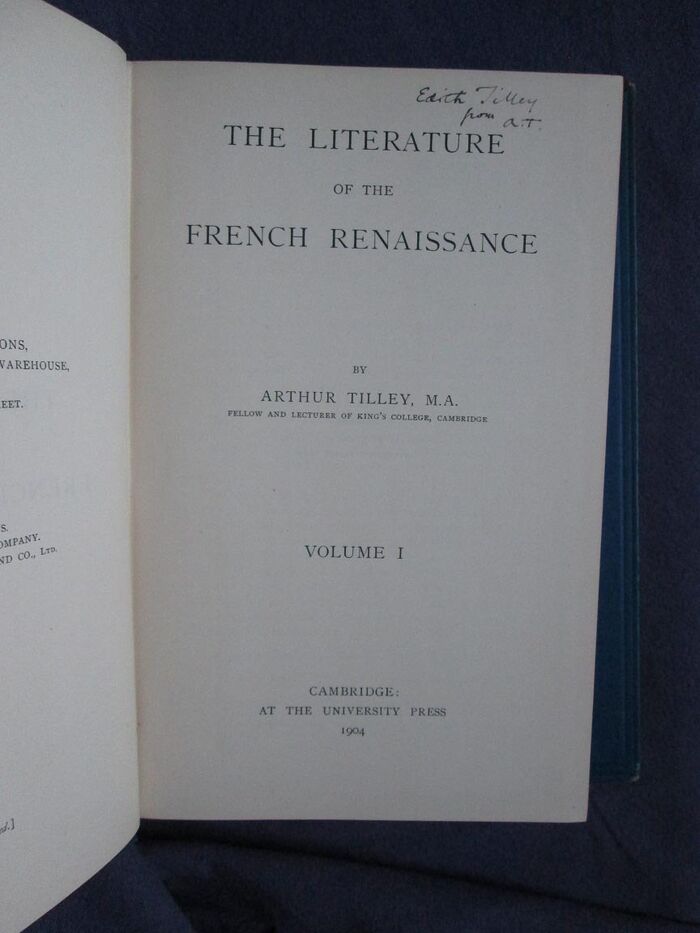 ONS,
WAREHOUSE,
REET.
S.
OMPANY.
ND CO., LTD.
Edith Tilley
from A.T.
THE LITERATURE
OF THE
FRENCH RENAISSANCE
BY
ARTHUR TILLEY, M.A.
FELLOW AND LECTURER OF KING'S COLLEGE, CAMBRIDGE
VOLUME I
CAMBRIDGE:
AT THE UNIVERSITY PRESS
1904